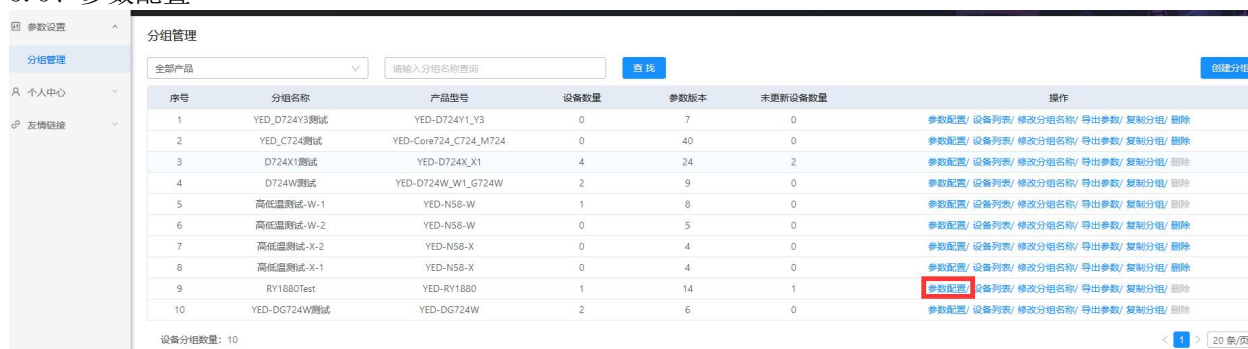 参数设置
分组管理
个人中心
友情链接
分组管理
全部产品 请输入分组名称查询 查 找 创建分组
序号 分组名称 产品型号 设备数量 参数版本 未更新设备数量 操作
1 YED_D724Y3测试 YED-D724Y1_Y3 0 7 0 参数配置/ 设备列表/ 修改分组名称/ 导出参数/ 复制分组/ 删除
2 YED_C724测试 YED-Core724_C724_M724 0 40 0 参数配置/ 设备列表/ 修改分组名称/ 导出参数/ 复制分组/ 删除
3 D724X1测试 YED-D724X_X1 4 24 2 参数配置/ 设备列表/ 修改分组名称/ 导出参数/ 复制分组/ 删除
4 D724W测试 YED-D724W_W1_G724W 2 9 0 参数配置/ 设备列表/ 修改分组名称/ 导出参数/ 复制分组/ 删除
5 高低温测试-W-1 YED-N58-W 1 8 0 参数配置/ 设备列表/ 修改分组名称/ 导出参数/ 复制分组/ 删除
6 高低温测试-W-2 YED-N58-W 0 5 0 参数配置/ 设备列表/ 修改分组名称/ 导出参数/ 复制分组/ 删除
7 高低温测试-X-2 YED-N58-X 0 4 0 参数配置/ 设备列表/ 修改分组名称/ 导出参数/ 复制分组/ 删除
8 高低温测试-X-1 YED-N58-X 0 4 0 参数配置/ 设备列表/ 修改分组名称/ 导出参数/ 复制分组/ 删除
9 RY1880Test YED-RY1880 1 14 1 参数配置/ 设备列表/ 修改分组名称/ 导出参数/ 复制分组/ 删除
10 YED-DG724W测试 YED-DG724W 2 6 0 参数配置/ 设备列表/ 修改分组名称/ 导出参数/ 复制分组/ 删除
设备分组数量: 10 < 1 > 20 条/页